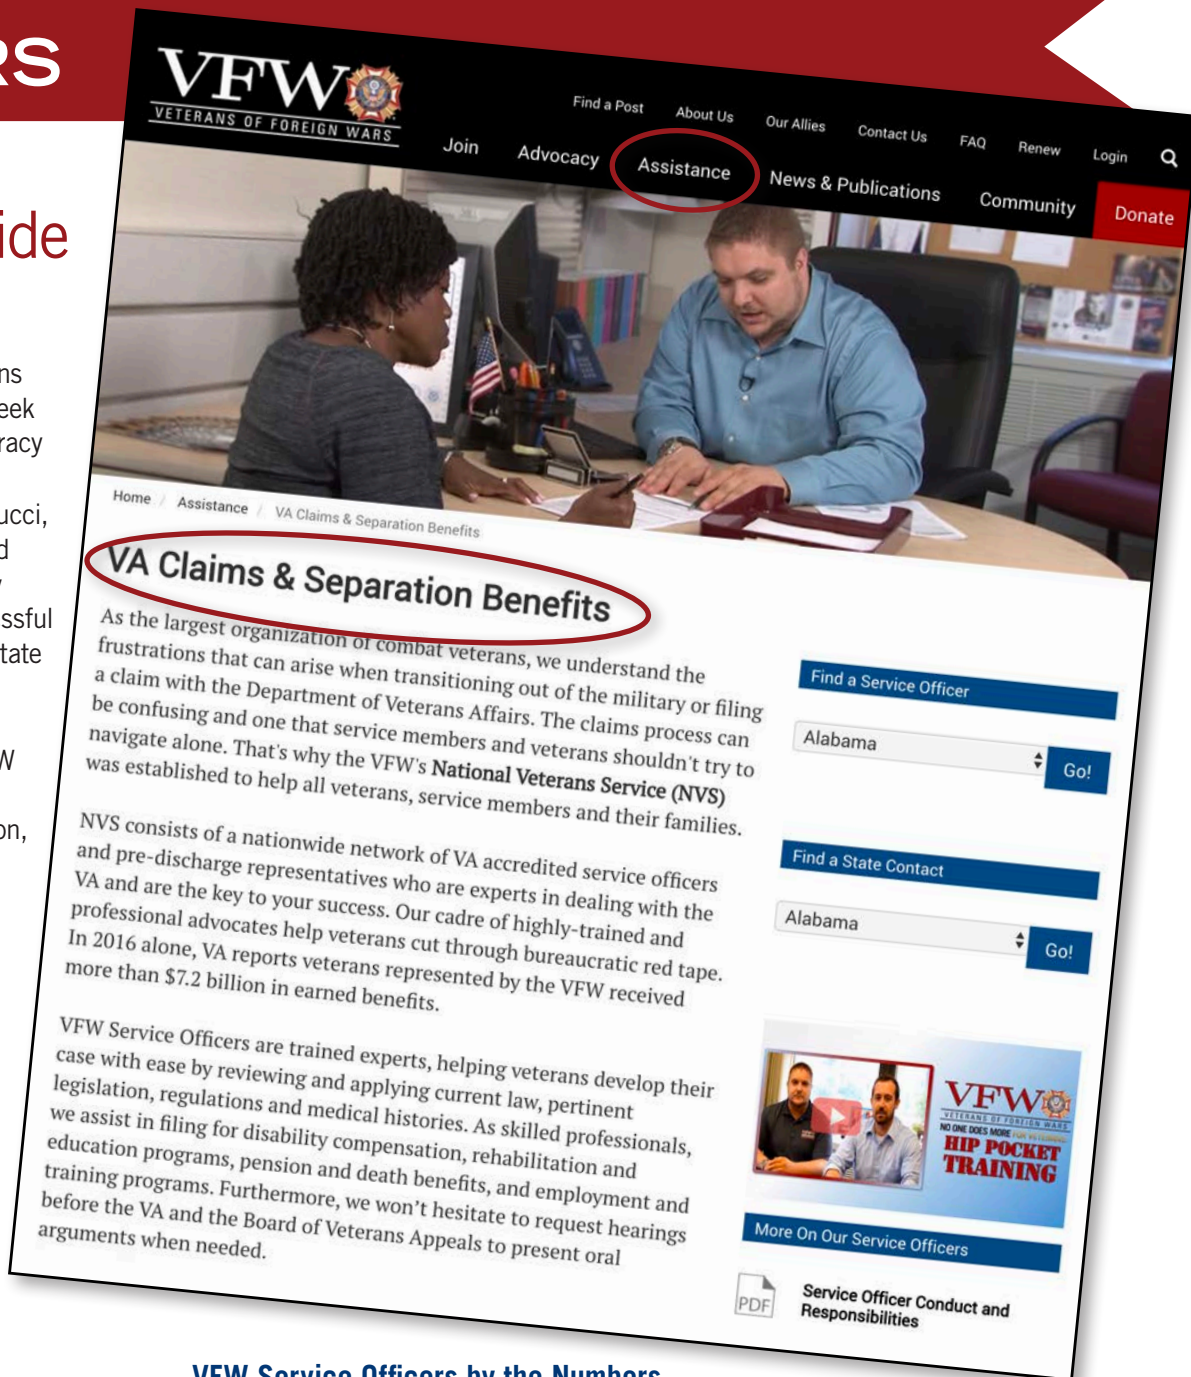 RS
ide
ns
eek
racy
ucci,
d
ssful
tate
W
on,
VFW
VETERANS OF FOREIGN WARS
Find a Post About Us Our Allies Contact Us FAQ Renew Login
Join Advocacy Assistance News & Publications Community Donate
Home / Assistance / VA Claims & Separation Benefits
VA Claims & Separation Benefits
As the largest organization of combat veterans, we understand the
frustrations that can arise when transitioning out of the military or filing
a claim with the Department of Veterans Affairs. The claims process can
be confusing and one that service members and veterans shouldn't try to
navigate alone. That's why the VFW's National Veterans Service (NVS)
was established to help all veterans, service members and their families.
NVS consists of a nationwide network of VA accredited service officers
and pre-discharge representatives who are experts in dealing with the
VA and are the key to your success. Our cadre of highly-trained and
professional advocates help veterans cut through bureaucratic red tape.
In 2016 alone, VA reports veterans represented by the VFW received
more than $7.2 billion in earned benefits.
VFW Service Officers are trained experts, helping veterans develop their
case with ease by reviewing and applying current law, pertinent
legislation, regulations and medical histories. As skilled professionals,
we assist in filing for disability compensation, rehabilitation and
education programs, pension and death benefits, and employment and
training programs. Furthermore, we won't hesitate to request hearings
before the VA and the Board of Veterans Appeals to present oral
arguments when needed.
Find a Service Officer
Alabama Go!
Find a State Contact
Alabama Go!
VFW
VETERANS OF FOREIGN WARS
NO ONE DOES MORE FOR VETERANS
HIP POCKET
TRAINING
More On Our Service Officers
PDF
Service Officer Conduct and
Responsibilities
VFW Service Officers by the Numbers